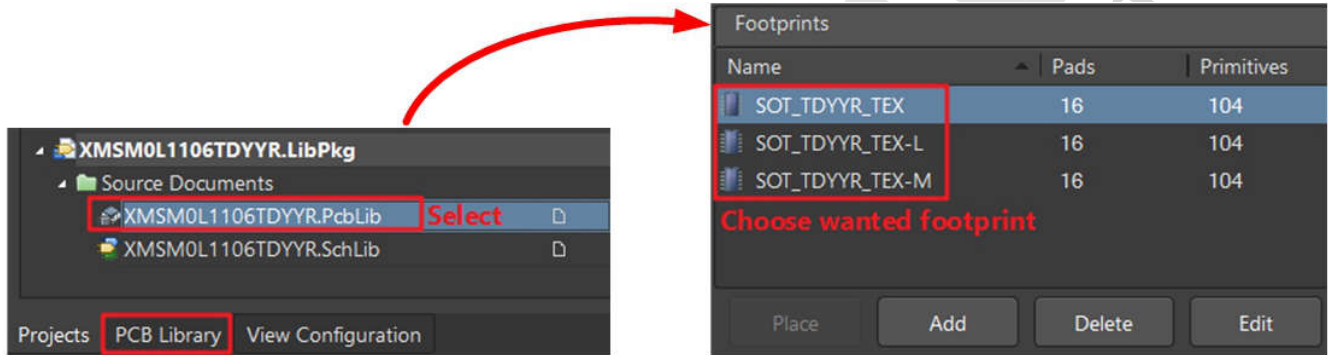 XMSM0L1106TDYYR.LibPkg
Source Documents
XMSM0L1106TDYYR.PcbLib Select
XMSM0L1106TDYYR.SchLib
Projects PCB Library View Configuration
Footprints
Name Pads Primitives
SOT_TDYYR_TEX 16 104
SOT_TDYYR_TEX-L 16 104
SOT_TDYYR_TEX-M 16 104
Choose wanted footprint
Place Add Delete Edit